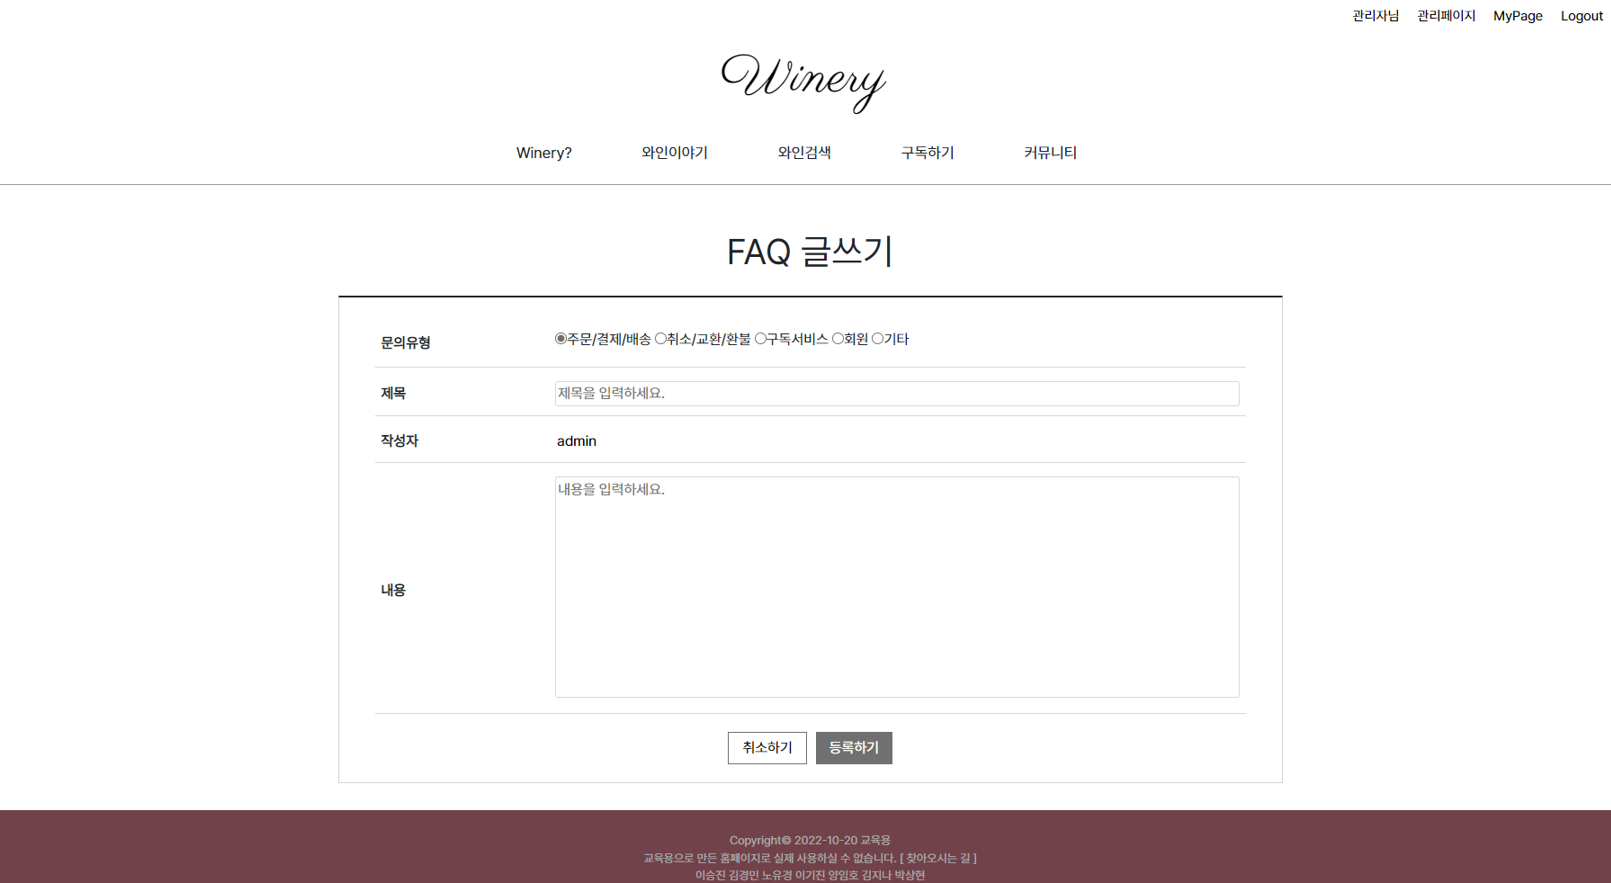 관리자님 관리페이지 MyPage Logout
Winery
Winery? 와인이야기 와인검색 구독하기 커뮤니티
FAQ 글쓰기
문의유형 주문/결제/배송 취소/교환/환불 구독서비스 회원 기타
제목 제목을 입력하세요.
작성자 admin
내용을 입력하세요.
내용
취소하기 등록하기
Copyright© 2022-10-20 교육용
교육용으로 만든 홈페이지로 실제 사용하실 수 없습니다. [ 찾아오시는 길 ]
이승진 김경민 노유경 이기진 양임호 김지나 박상현